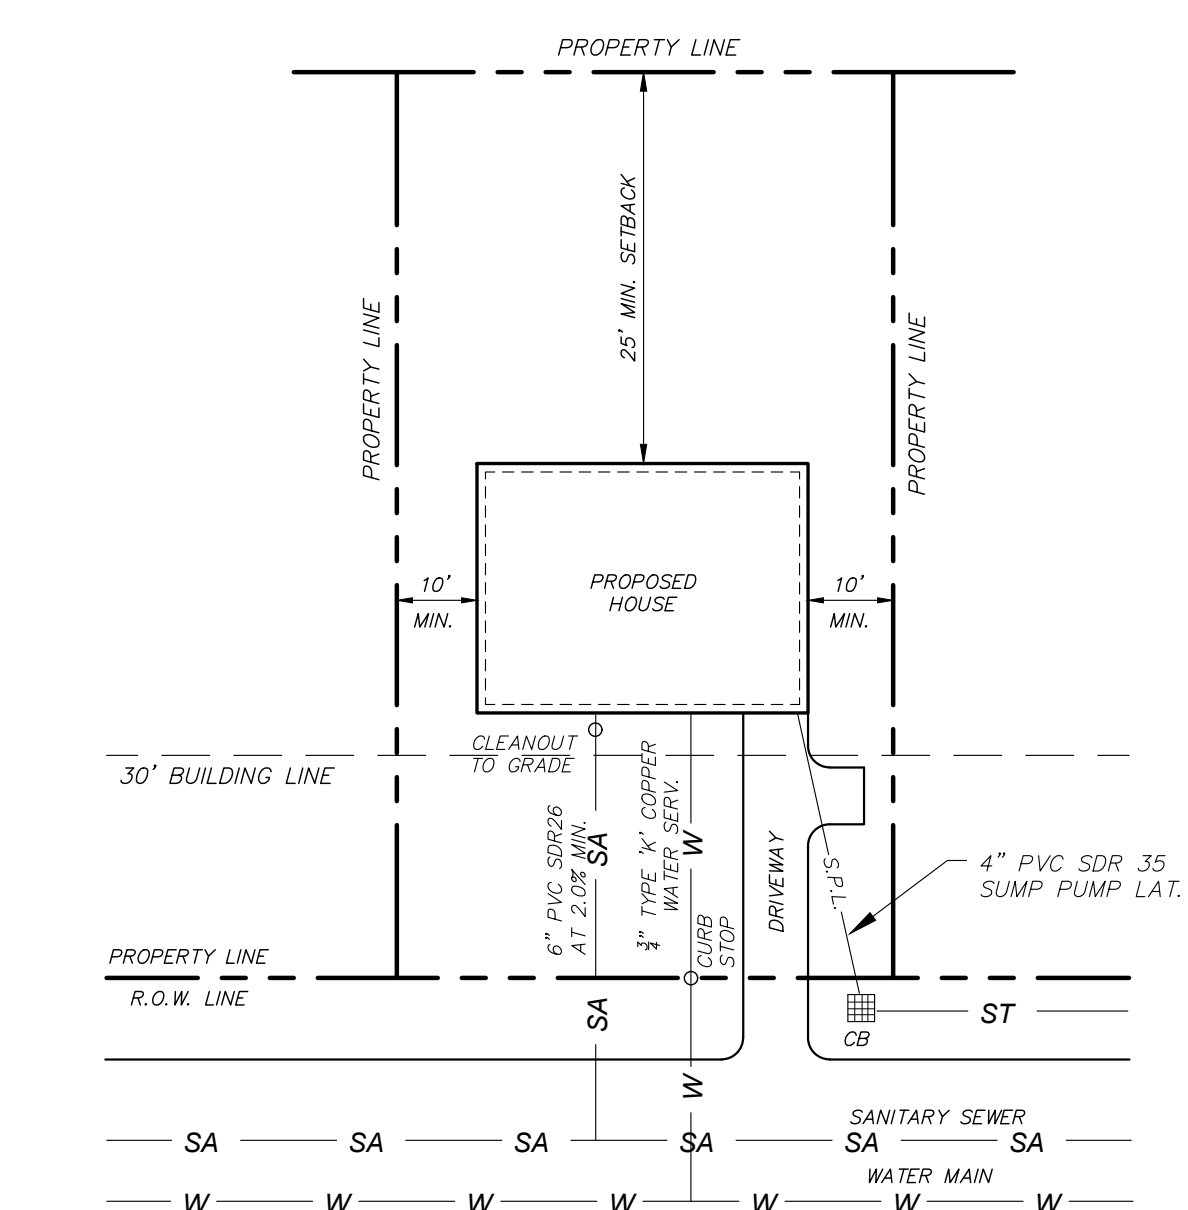 PROPERTY LINE
25' MIN. SETBACK
PROPERTY LINE
PROPERTY LINE
PROPOSED
HOUSE
10'
MIN.
10'
MIN.
CLEANOUT
TO GRADE
30' BUILDING LINE
6" PVC SDR26
AT 2.0% MIN.
SA
¾" TYPE 'K' COPPER
WATER SERV.
W
CURB
STOP
DRIVEWAY
S.P.L.
4" PVC SDR 35
SUMP PUMP LAT.
PROPERTY LINE
R.O.W. LINE
SA
ST
CB
W
SANITARY SEWER
SA SA SA SA SA SA
WATER MAIN
W W W W W W W